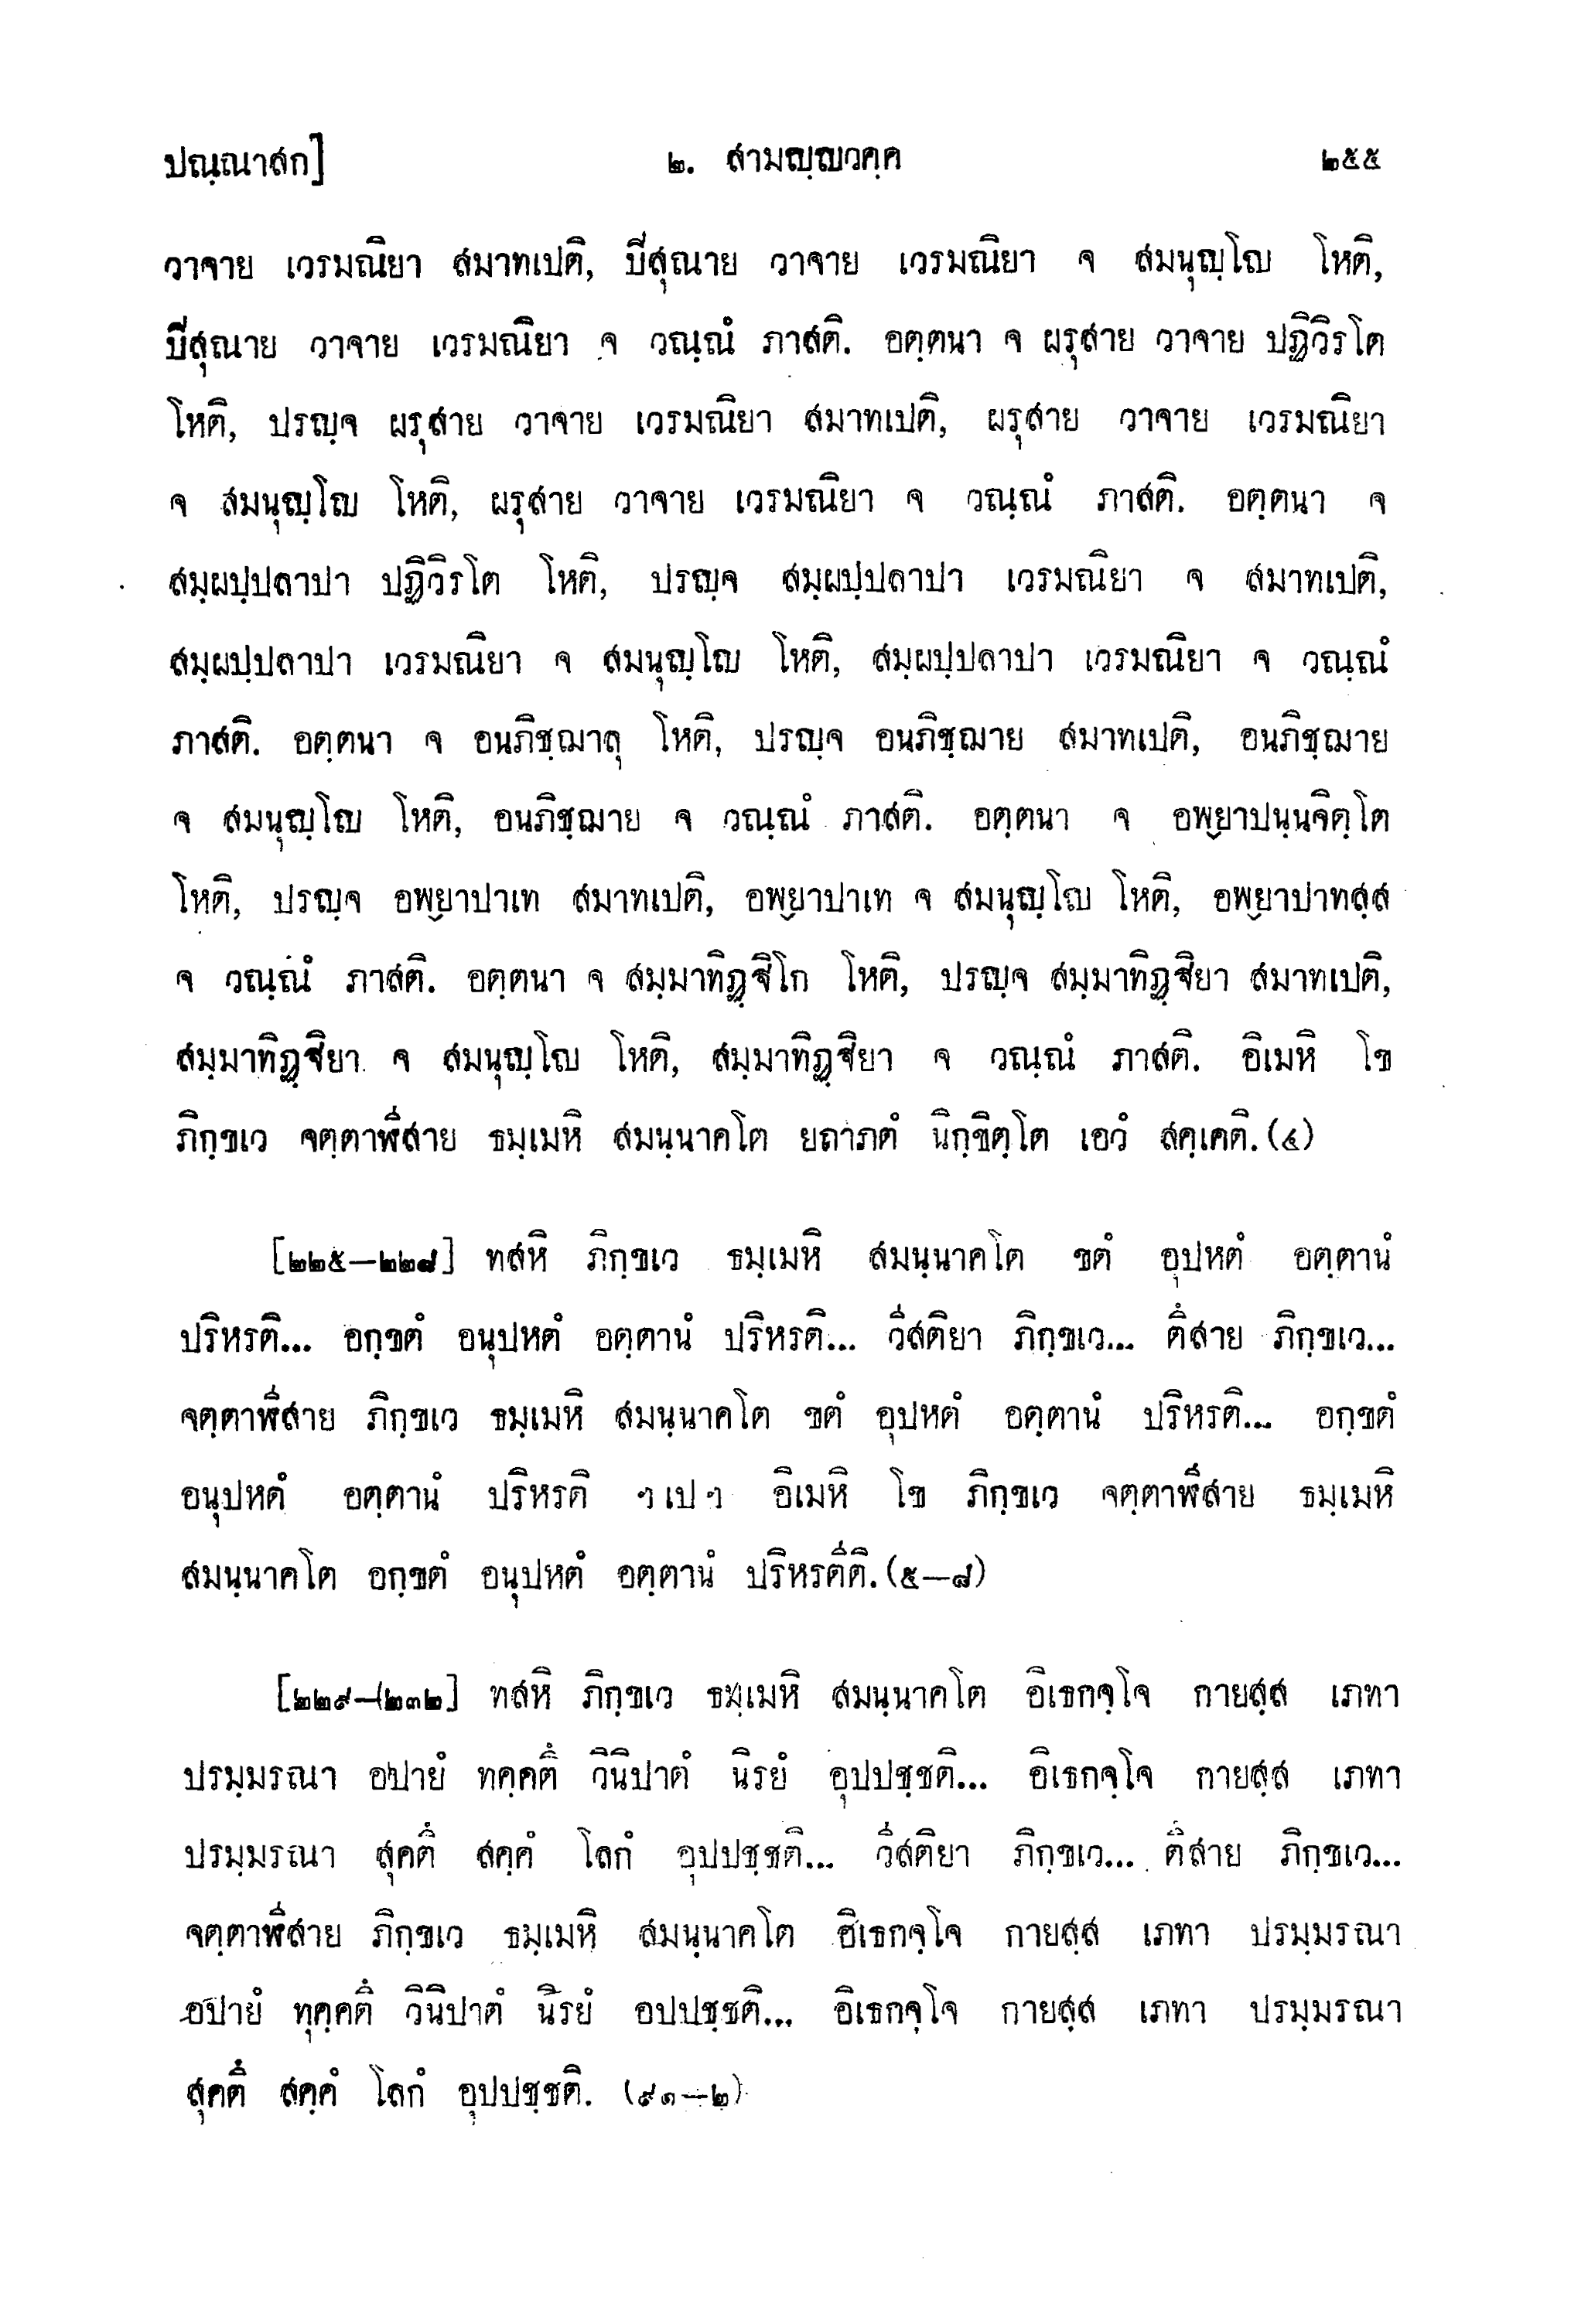 ปณฺณาสก]
๒. สามญฺญวคฺค
๒๕๕
วาจาย เวรมณิยา สมาทเปติ, ปีสุณาย วาจาย เวรมณิยา จ สมนุญฺโญ โหติ,
ปีสุณาย วาจาย เวรมณิยา จ วณฺณํ ภาสติ. อตฺตนา จ ผรุสาย วาจาย ปฏิวิรโต
โหติ, ปรญฺจ ผรุสาย วาจาย เวรมณิยา สมาทเปติ, ผรุสาย วาจาย เวรมณิยา
จ สมนุญฺโญ โหติ, ผรุสาย วาจาย เวรมณิยา จ วณฺณํ ภาสติ. อตฺตนา จ
สมฺผปฺปลาปา ปฏิวิรโต โหติ, ปรญฺจ สมฺผปฺปลาปา เวรมณิยา จ สมาทเปติ,
สมฺผปฺปลาปา เวรมณิยา จ สมนุญฺโญ โหติ, สมฺผปฺปลาปา เวรมณิยา จ วณฺณํ
ภาสติ. อตฺตนา จ อนภิชฺฌาลุ โหติ, ปรญฺจ อนภิชฺฌาย สมาทเปติ, อนภิชฺฌาย
จ สมนุญฺโญ โหติ, อนภิชฺฌาย จ วณฺณํ ภาสติ. อตฺตนา จ อพฺยาปนฺนจิตฺโต
โหติ, ปรญฺจ อพฺยาปาเท สมาทเปติ, อพฺยาปาเท จ สมนุญฺโญ โหติ, อพฺยาปาทสฺส
จ วณฺณํ ภาสติ. อตฺตนา จ สมฺมาทิฏฺฐิโก โหติ, ปรญฺจ สมฺมาทิฏฺฐิยา สมาทเปติ,
สมฺมาทิฏฺฐิยา จ สมนุญฺโญ โหติ, สมฺมาทิฏฺฐิยา จ วณฺณํ ภาสติ. อิเมหิ โข
ภิกฺขเว จตฺตาฬีสาย ธมฺเมหิ สมนฺนาคโต ยถาภตํ นิกฺขิตฺโต เอวํ สคฺเคติ.(๔)
[๒๒๕–๒๒๘] ทสหิ ภิกฺขเว ธมฺเมหิ สมนฺนาคโต ขตํ อุปหตํ อตฺตานํ
ปริหรติ... อกฺขตํ อนุปหตํ อตฺตานํ ปริหรติ... วีสติยา ภิกฺขเว... ตึสาย ภิกฺขเว...
จตฺตาฬีสาย ภิกฺขเว ธมฺเมหิ สมนฺนาคโต ขตํ อุปหตํ อตฺตานํ ปริหรติ... อกฺขตํ
อนุปหตํ อตฺตานํ ปริหรติ ฯเปฯ อิเมหิ โข ภิกฺขเว จตฺตาฬีสาย ธมฺเมหิ
สมนฺนาคโต อกฺขตํ อนุปหตํ อตฺตานํ ปริหรตีติ.(๕–๘)
[๒๒๙–๒๓๒] ทสหิ ภิกฺขเว ธมฺเมหิ สมนฺนาคโต อิเธกจฺโจ กายสฺส เภทา
ปรมฺมรณา อปายํ ทคฺคตึ วินิปาตํ นิรยํ อุปปชฺชติ... อิเธกจฺโจ กายสฺส เภทา
ปรมฺมรณา สุคตึ สคฺคํ โลกํ อุปปชฺชติ... วีสติยา ภิกฺขเว... ตึสาย ภิกฺขเว...
จตฺตาฬีสาย ภิกฺขเว ธมฺเมหิ สมนฺนาคโต อิเธกจฺโจ กายสฺส เภทา ปรมฺมรณา
อปายํ ทุคฺคตึ วินิปาตํ นิรยํ อปปชฺชติ... อิเธกจฺโจ กายสฺส เภทา ปรมฺมรณา
สุคตึ สคฺคํ โลกํ อุปปชฺชติ. (๙๑–๒)